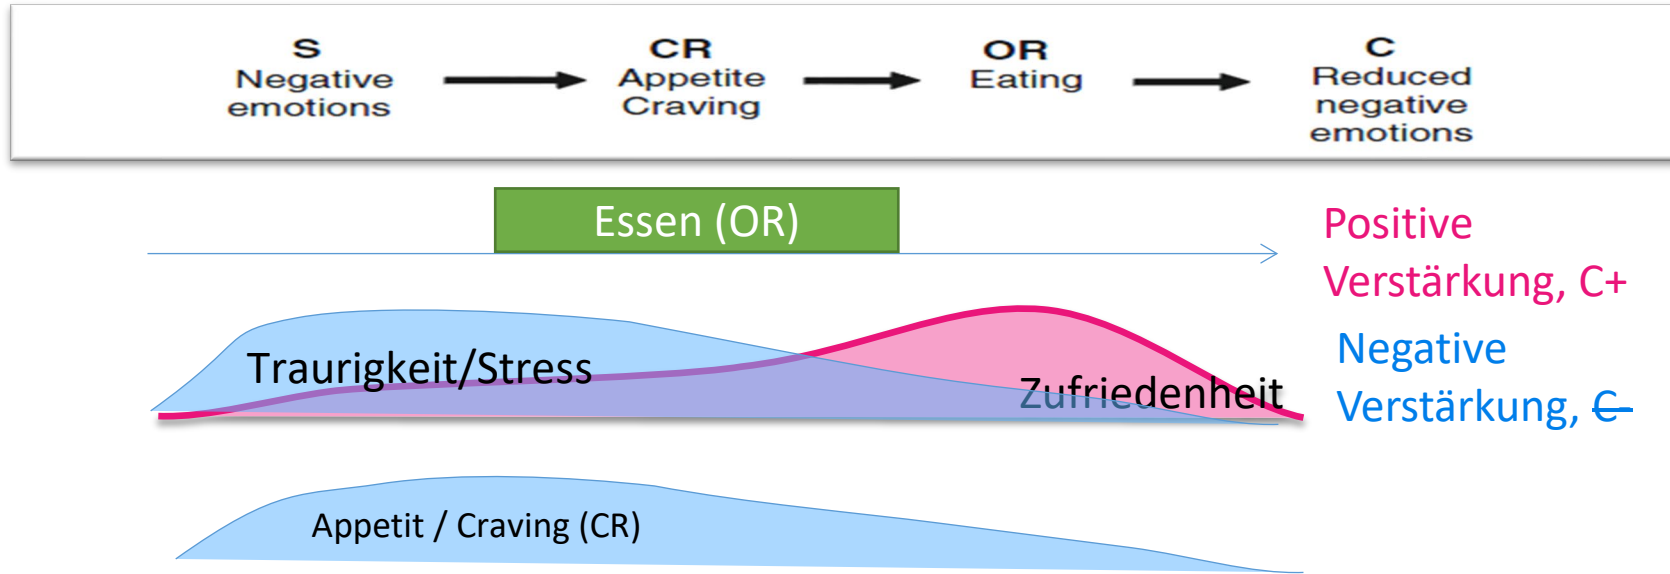 S
Negative
emotions
CR
Appetite
Craving
OR
Eating
C
Reduced
negative
emotions
Essen (OR)
Positive
Verstärkung, C+
Traurigkeit/Stress
Zufriedenheit
Negative
Verstärkung, C-
Appetit / Craving (CR)